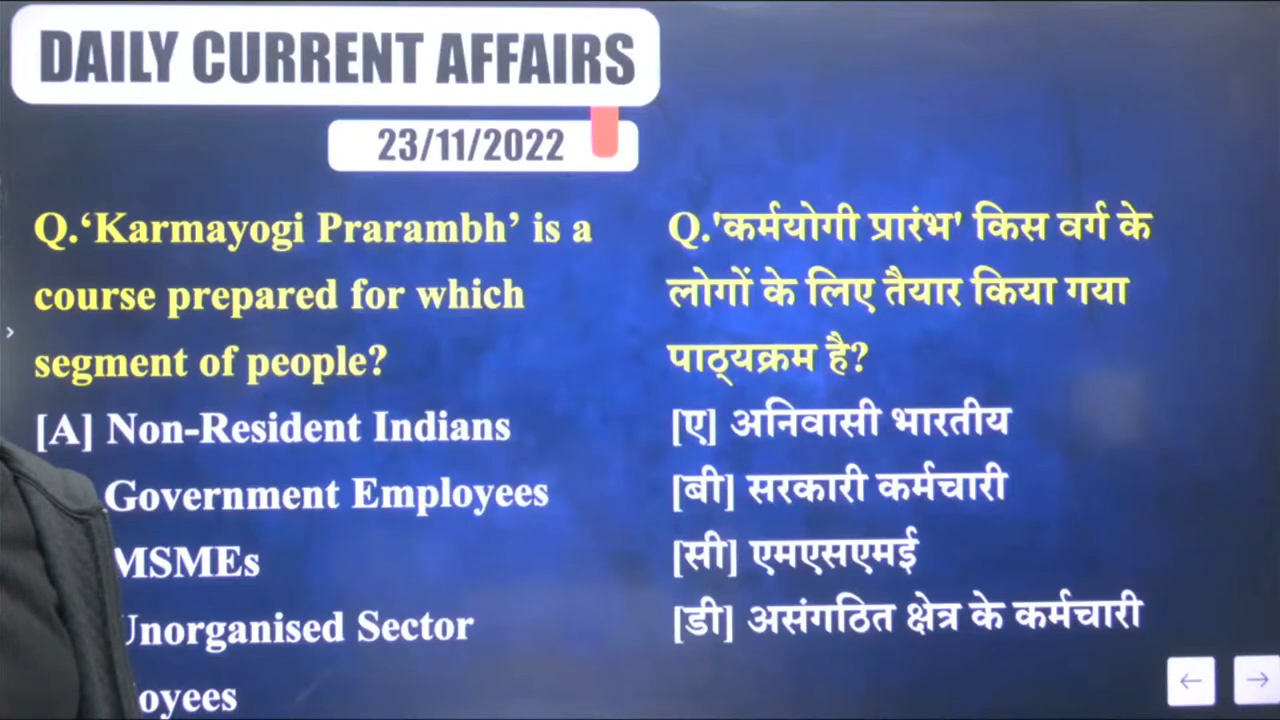 DAILY CURRENT AFFAIRS
23/11/2022
Q.‘Karmayogi Prarambh’ is a
course prepared for which
segment of people?
[A] Non-Resident Indians
Government Employees
MSMEs
Unorganised Sector
oyees
Q.'कर्मयोगी प्रारंभ' किस वर्ग के
लोगों के लिए तैयार किया गया
पाठ्यक्रम है?
[ए] अनिवासी भारतीय
[बी] सरकारी कर्मचारी
[सी] एमएसएमई
[डी] असंगठित क्षेत्र के कर्मचारी